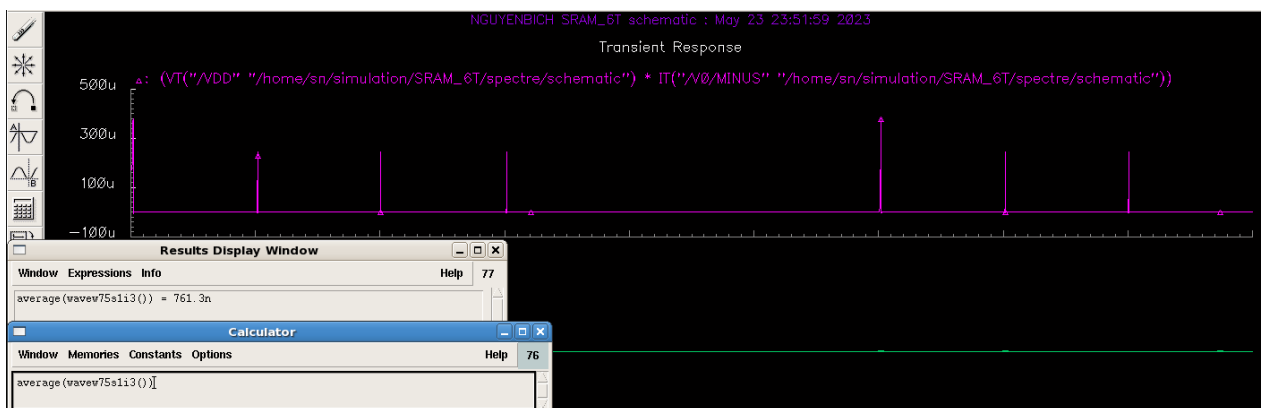 NGUYENBICH SRAM_6T schematic : May 23 23:51:59 2023
Transient Response
500u
▵: (VT("/VDD" "/home/sn/simulation/SRAM_6T/spectre/schematic") * IT("/VØ/MINUS" "/home/sn/simulation/SRAM_6T/spectre/schematic"))
300u
100u
-100u
Results Display Window
Window Expressions Info Help 77
average(wavew75s1i3()) = 761.3n
Calculator
Window Memories Constants Options Help 76
average(wavew75s1i3())